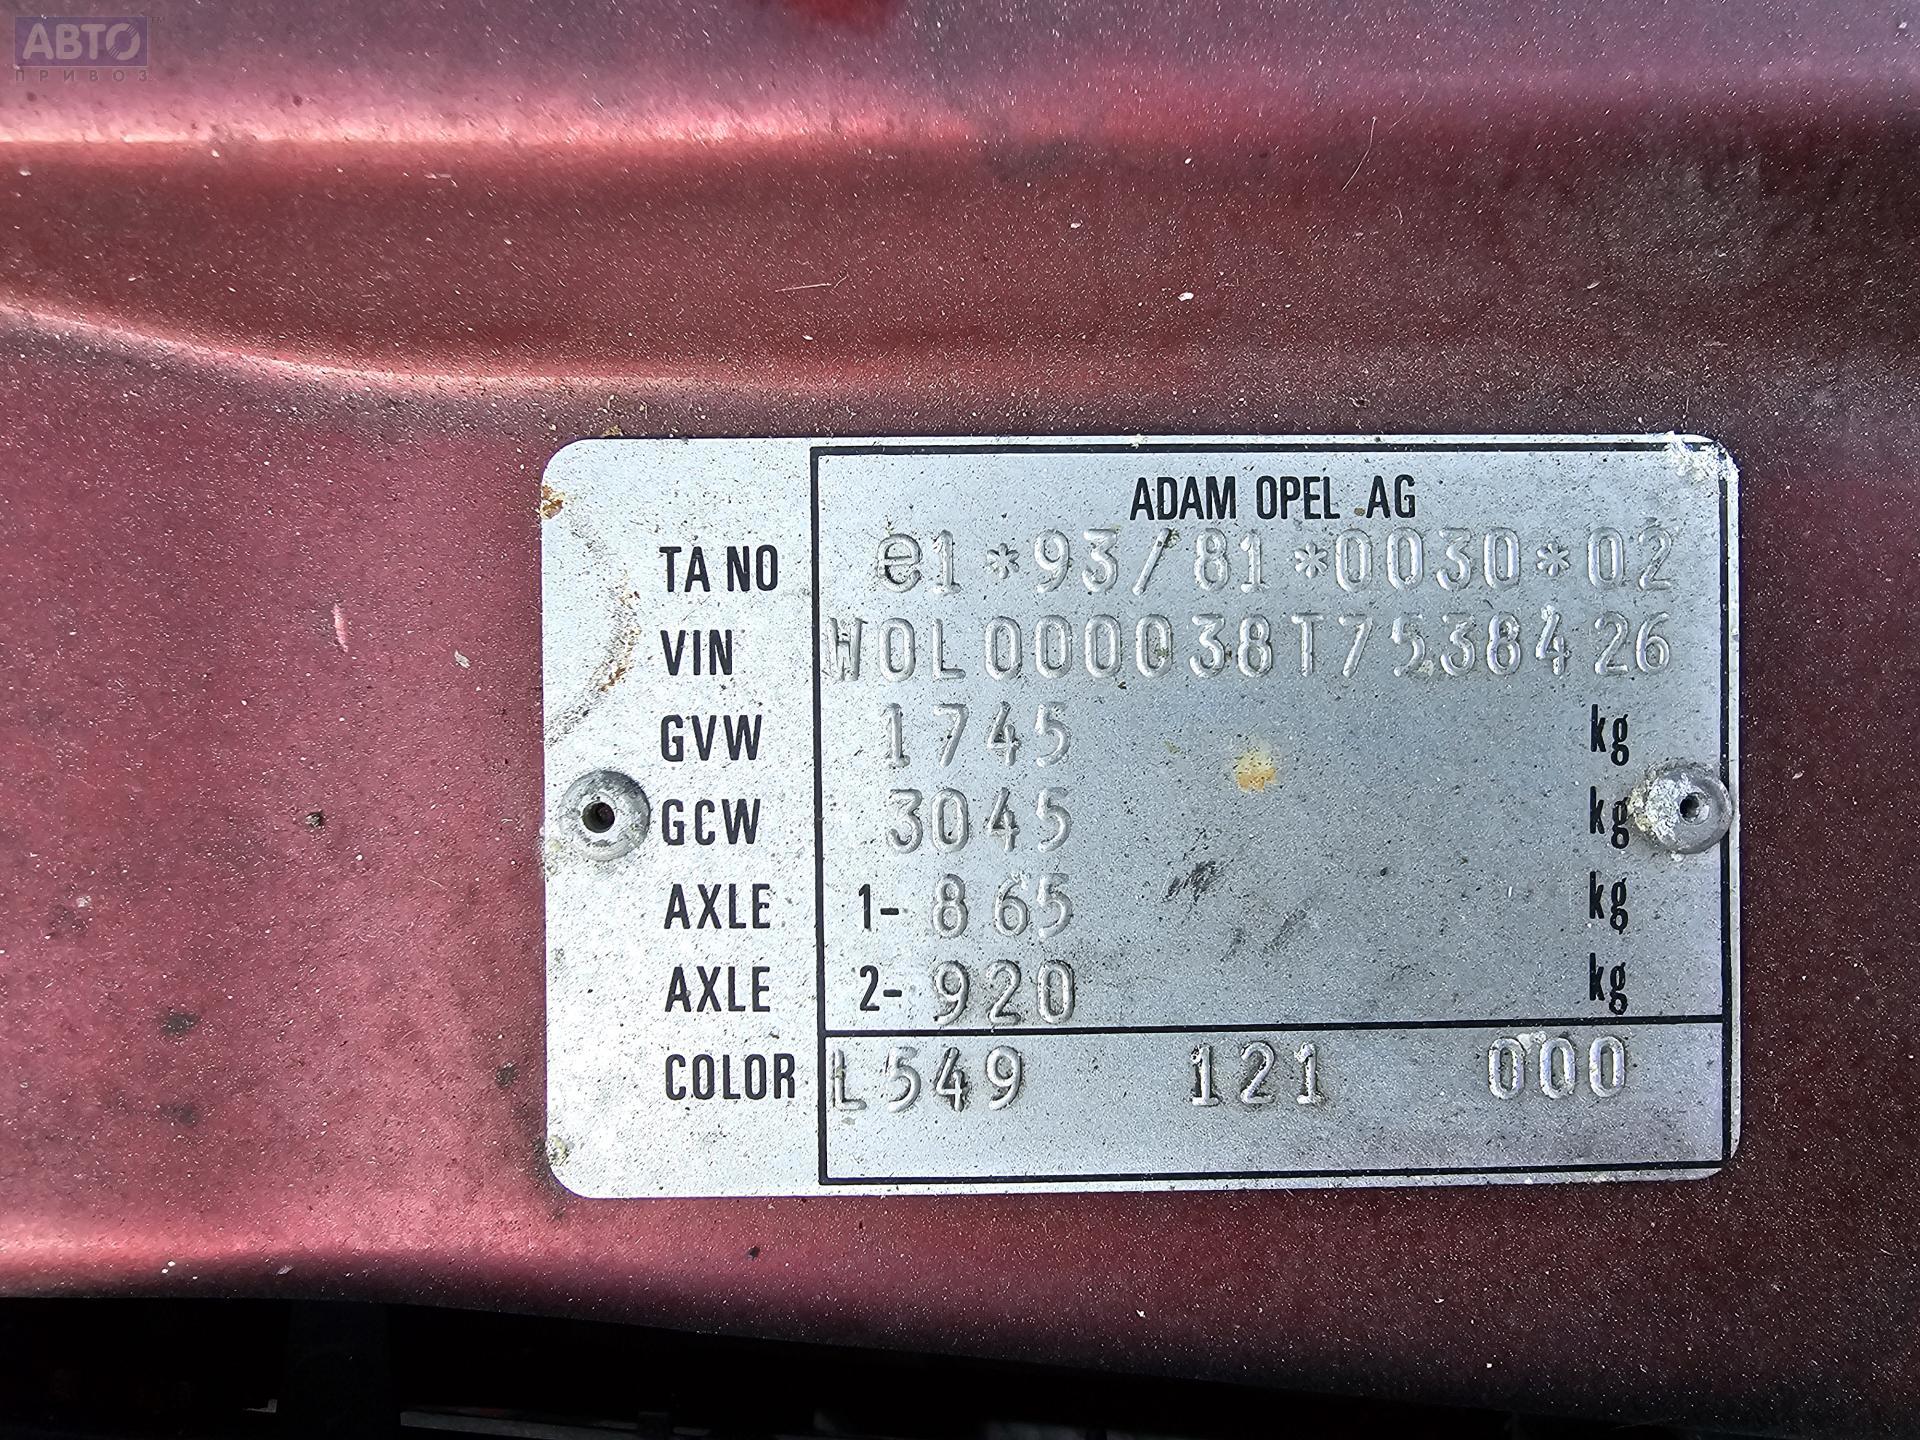 АВТО
ПРИВОЗ
ADAM OPEL AG
TA NO e1*93/81*0030*02
VIN W0L000038T7538426
GVW 1745 kg
GCW 3045 kg
AXLE 1- 865 kg
AXLE 2- 920 kg
COLOR L549 121 000